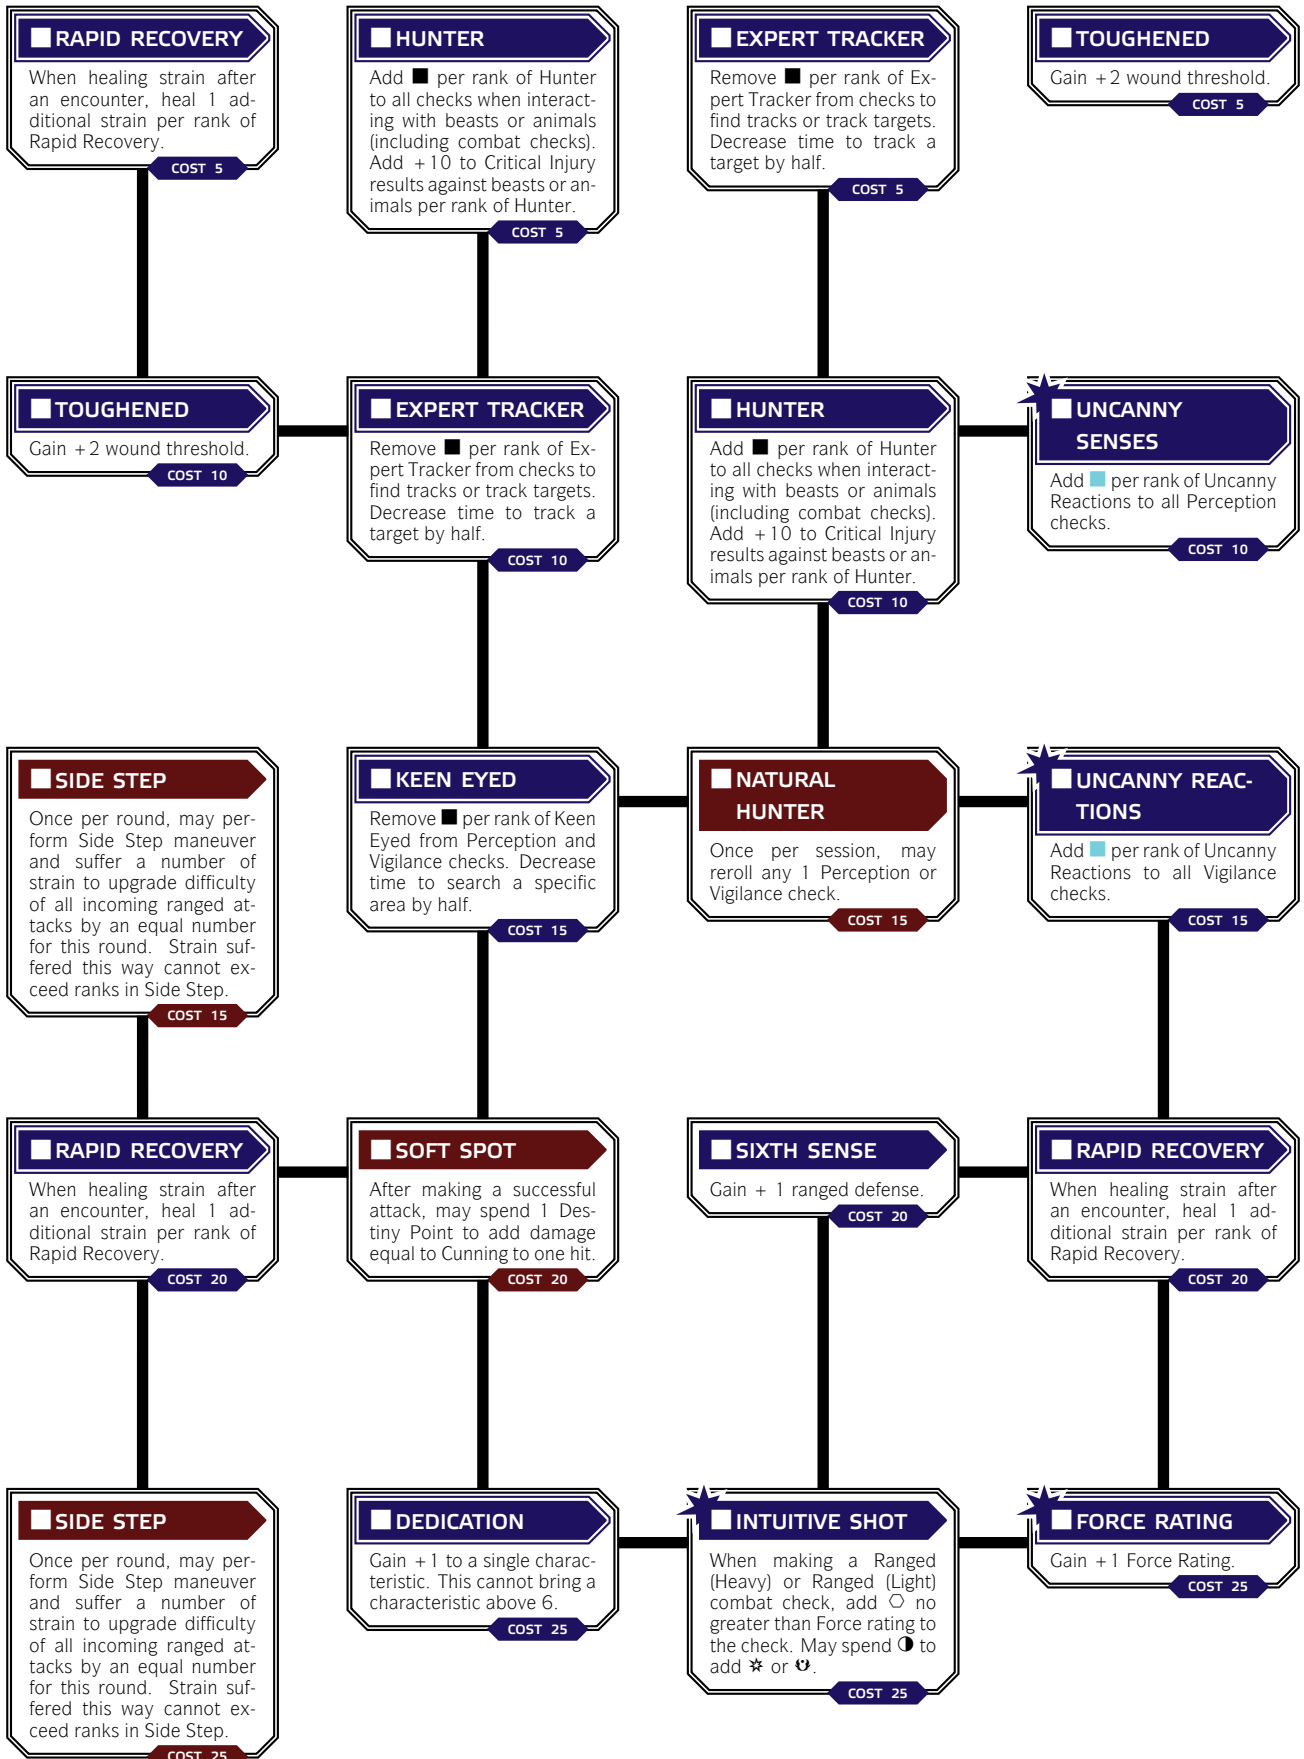 RAPID RECOVERY
When healing strain after
an encounter, heal 1 ad-
ditional strain per rank of
Rapid Recovery.
COST 5
HUNTER
Add ■ per rank of Hunter
to all checks when interact-
ing with beasts or animals
(including combat checks).
Add +10 to Critical Injury
results against beasts or an-
imals per rank of Hunter.
COST 5
EXPERT TRACKER
Remove ■ per rank of Ex-
pert Tracker from checks to
find tracks or track targets.
Decrease time to track a
target by half.
COST 5
TOUGHENED
Gain +2 wound threshold.
COST 5
TOUGHENED
Gain +2 wound threshold.
COST 10
EXPERT TRACKER
Remove ■ per rank of Ex-
pert Tracker from checks to
find tracks or track targets.
Decrease time to track a
target by half.
COST 10
HUNTER
Add ■ per rank of Hunter
to all checks when interact-
ing with beasts or animals
(including combat checks).
Add +10 to Critical Injury
results against beasts or an-
imals per rank of Hunter.
COST 10
UNCANNY
SENSES
Add ■ per rank of Uncanny
Reactions to all Perception
checks.
COST 10
SIDE STEP
Once per round, may per-
form Side Step maneuver
and suffer a number of
strain to upgrade difficulty
of all incoming ranged at-
tacks by an equal number
for this round. Strain suf-
fered this way cannot ex-
ceed ranks in Side Step.
COST 15
KEEN EYED
Remove ■ per rank of Keen
Eyed from Perception and
Vigilance checks. Decrease
time to search a specific
area by half.
COST 15
NATURAL
HUNTER
Once per session, may
reroll any 1 Perception or
Vigilance check.
COST 15
UNCANNY REAC-
TIONS
Add ■ per rank of Uncanny
Reactions to all Vigilance
checks.
COST 15
RAPID RECOVERY
When healing strain after
an encounter, heal 1 ad-
ditional strain per rank of
Rapid Recovery.
COST 20
SOFT SPOT
After making a successful
attack, may spend 1 Des-
tiny Point to add damage
equal to Cunning to one hit.
COST 20
SIXTH SENSE
Gain + 1 ranged defense.
COST 20
RAPID RECOVERY
When healing strain after
an encounter, heal 1 ad-
ditional strain per rank of
Rapid Recovery.
COST 20
SIDE STEP
Once per round, may per-
form Side Step maneuver
and suffer a number of
strain to upgrade difficulty
of all incoming ranged at-
tacks by an equal number
for this round. Strain suf-
fered this way cannot ex-
ceed ranks in Side Step.
COST 25
DEDICATION
Gain +1 to a single charac-
teristic. This cannot bring a
characteristic above 6.
COST 25
INTUITIVE SHOT
When making a Ranged
(Heavy) or Ranged (Light)
combat check, add ⬡ no
greater than Force rating to
the check. May spend ◑ to
add ✲ or .
COST 25
FORCE RATING
Gain +1 Force Rating.
COST 25